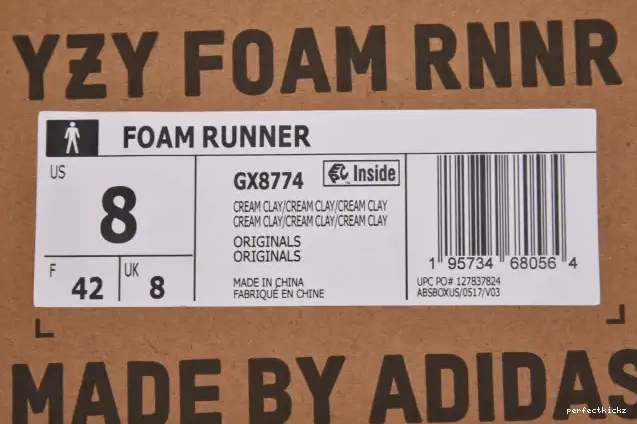 YZY FOAM RNNR
FOAM RUNNER
US
8
F
42
UK
8
GX8774
Inside
CREAM CLAY/CREAM CLAY/CREAM CLAY
CREAM CLAY/CREAM CLAY/CREAM CLAY
ORIGINALS
ORIGINALS
MADE IN CHINA
FABRIQUÉ EN CHINE
1 95734 68056 4
UPC PO# 127837824
ABSBOXUS/0517/V03
MADE BY ADIDAS
perfectkickz